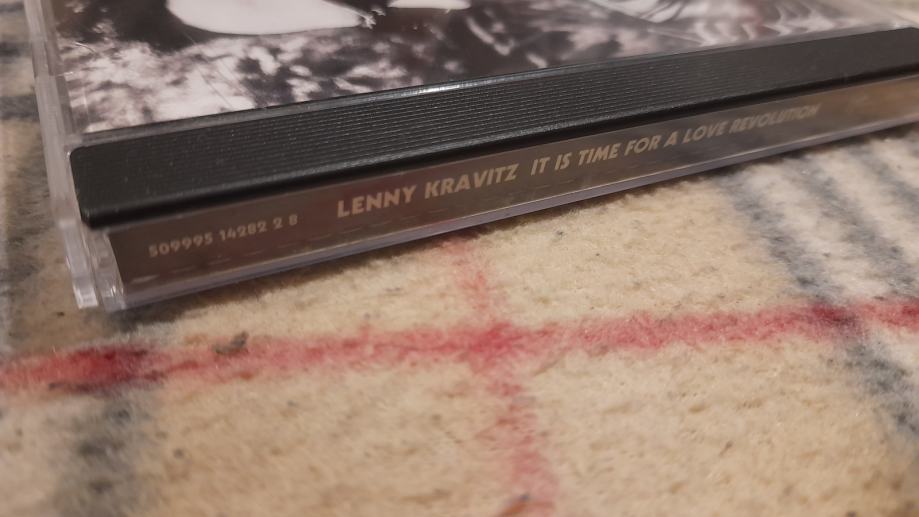 509995 14282 2 8 LENNY KRAVITZ IT IS TIME FOR A LOVE REVOLUTION